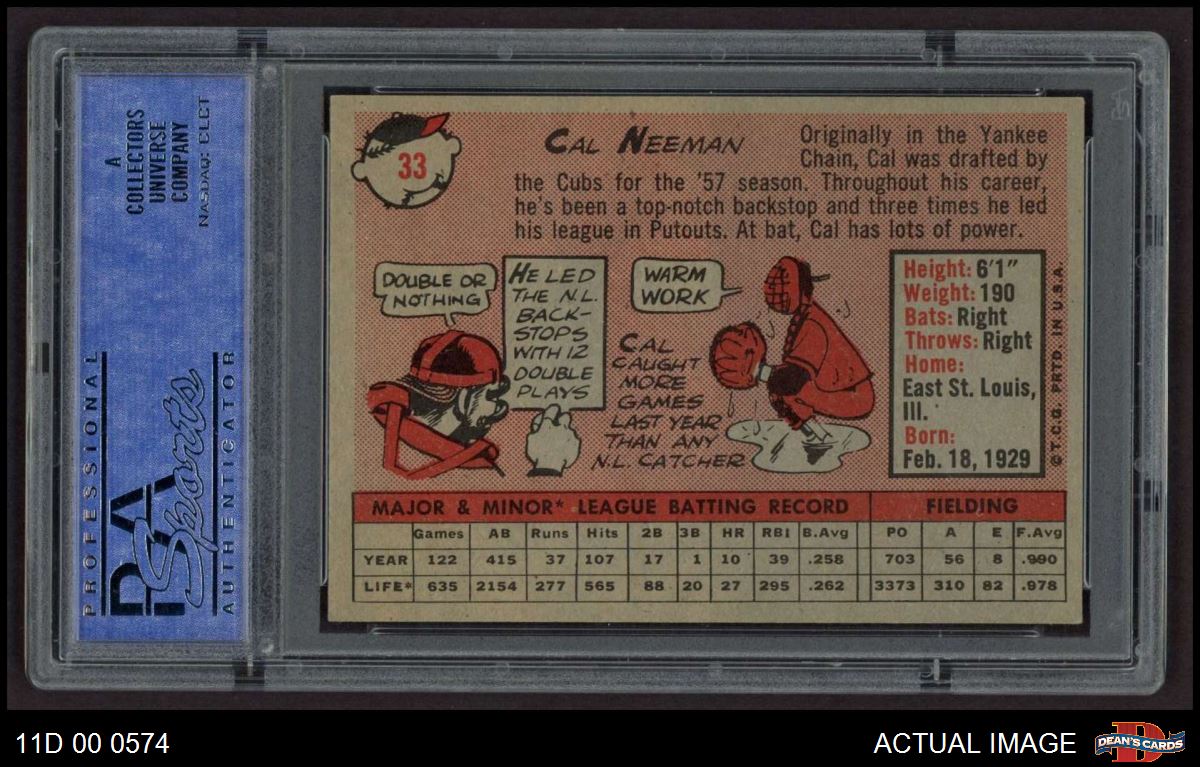 A
COLLECTORS
UNIVERSE
COMPANY
NASDAQ: CLCT
PROFESSIONAL
PSA
Sports
AUTHENTICATOR
33
CAL NEEMAN
Originally in the Yankee
Chain, Cal was drafted by
the Cubs for the '57 season. Throughout his career,
he's been a top-notch backstop and three times he led
his league in Putouts. At bat, Cal has lots of power.
DOUBLE OR
NOTHING
HE LED
THE N.L.
BACK-
STOPS
WITH 12
DOUBLE
PLAYS
WARM
WORK
CAL
CAUGHT
MORE
GAMES
LAST YEAR
THAN ANY
N.L. CATCHER
Height: 6'1"
Weight: 190
Bats: Right
Throws: Right
Home:
East St. Louis,
Ill.
Born:
Feb. 18, 1929
©T.C.G. PRTD. IN U.S.A.
MAJOR & MINOR* LEAGUE BATTING RECORD FIELDING
Games AB Runs Hits 2B 3B HR RBI B.Avg PO A E F.Avg
YEAR 122 415 37 107 17 1 10 39 .258 703 56 8 .990
LIFE* 635 2154 277 565 88 20 27 295 .262 3373 310 82 .978
11D 00 0574
ACTUAL IMAGE
D
DEAN'S CARDS